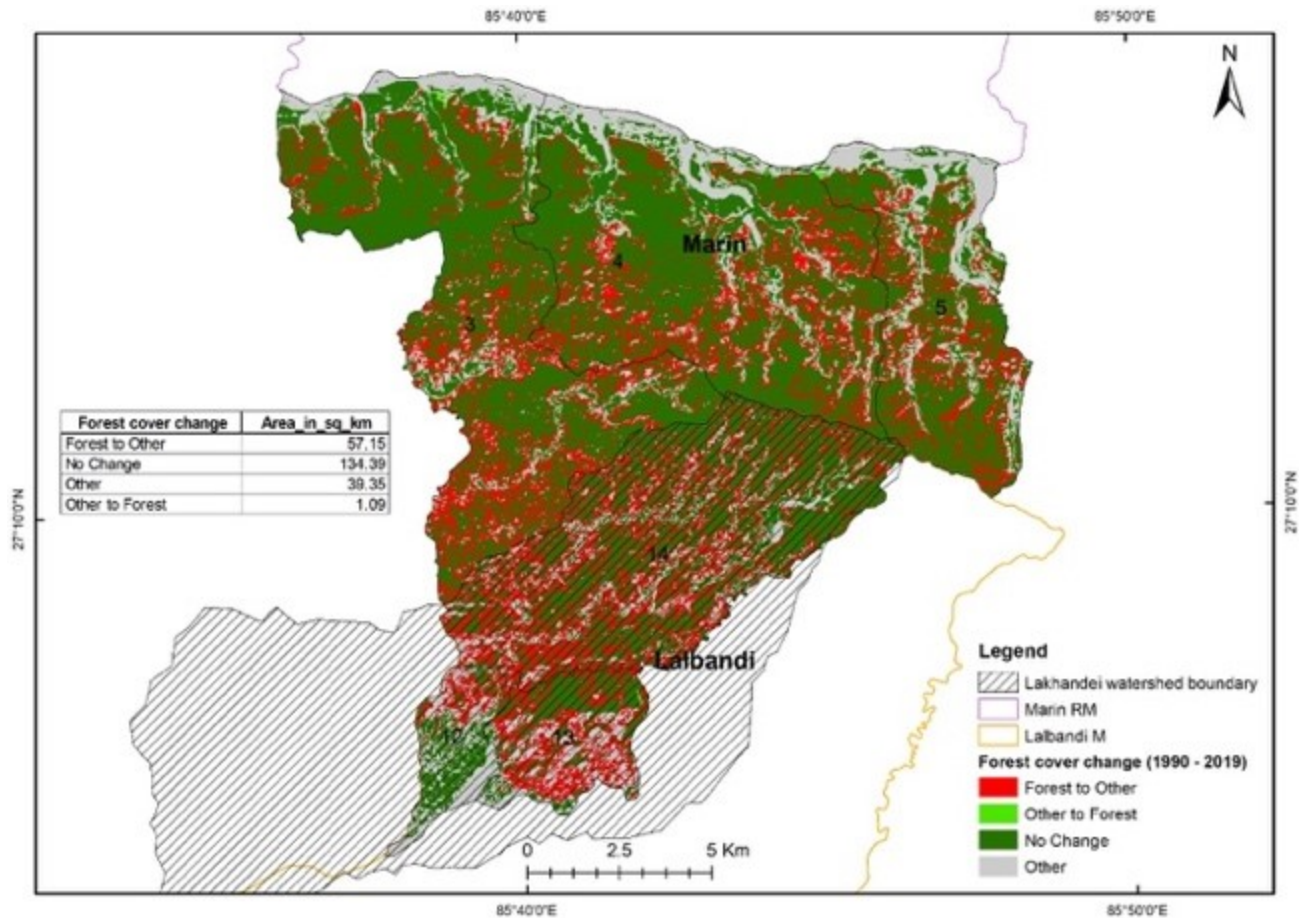 85°40'0"E 85°50'0"E
N
Marin
4
5
3
Forest cover change Area_in_sq_km
Forest to Other 57.15
No Change 134.39
Other 39.35
Other to Forest 1.09
27°10'0"N 27°10'0"N
14
Lalbandi
12
13
Legend
Lakhandei watershed boundary
Marin RM
Lalbandi M
Forest cover change (1990 - 2019)
Forest to Other
Other to Forest
No Change
Other
0 2.5 5 Km
85°40'0"E 85°50'0"E